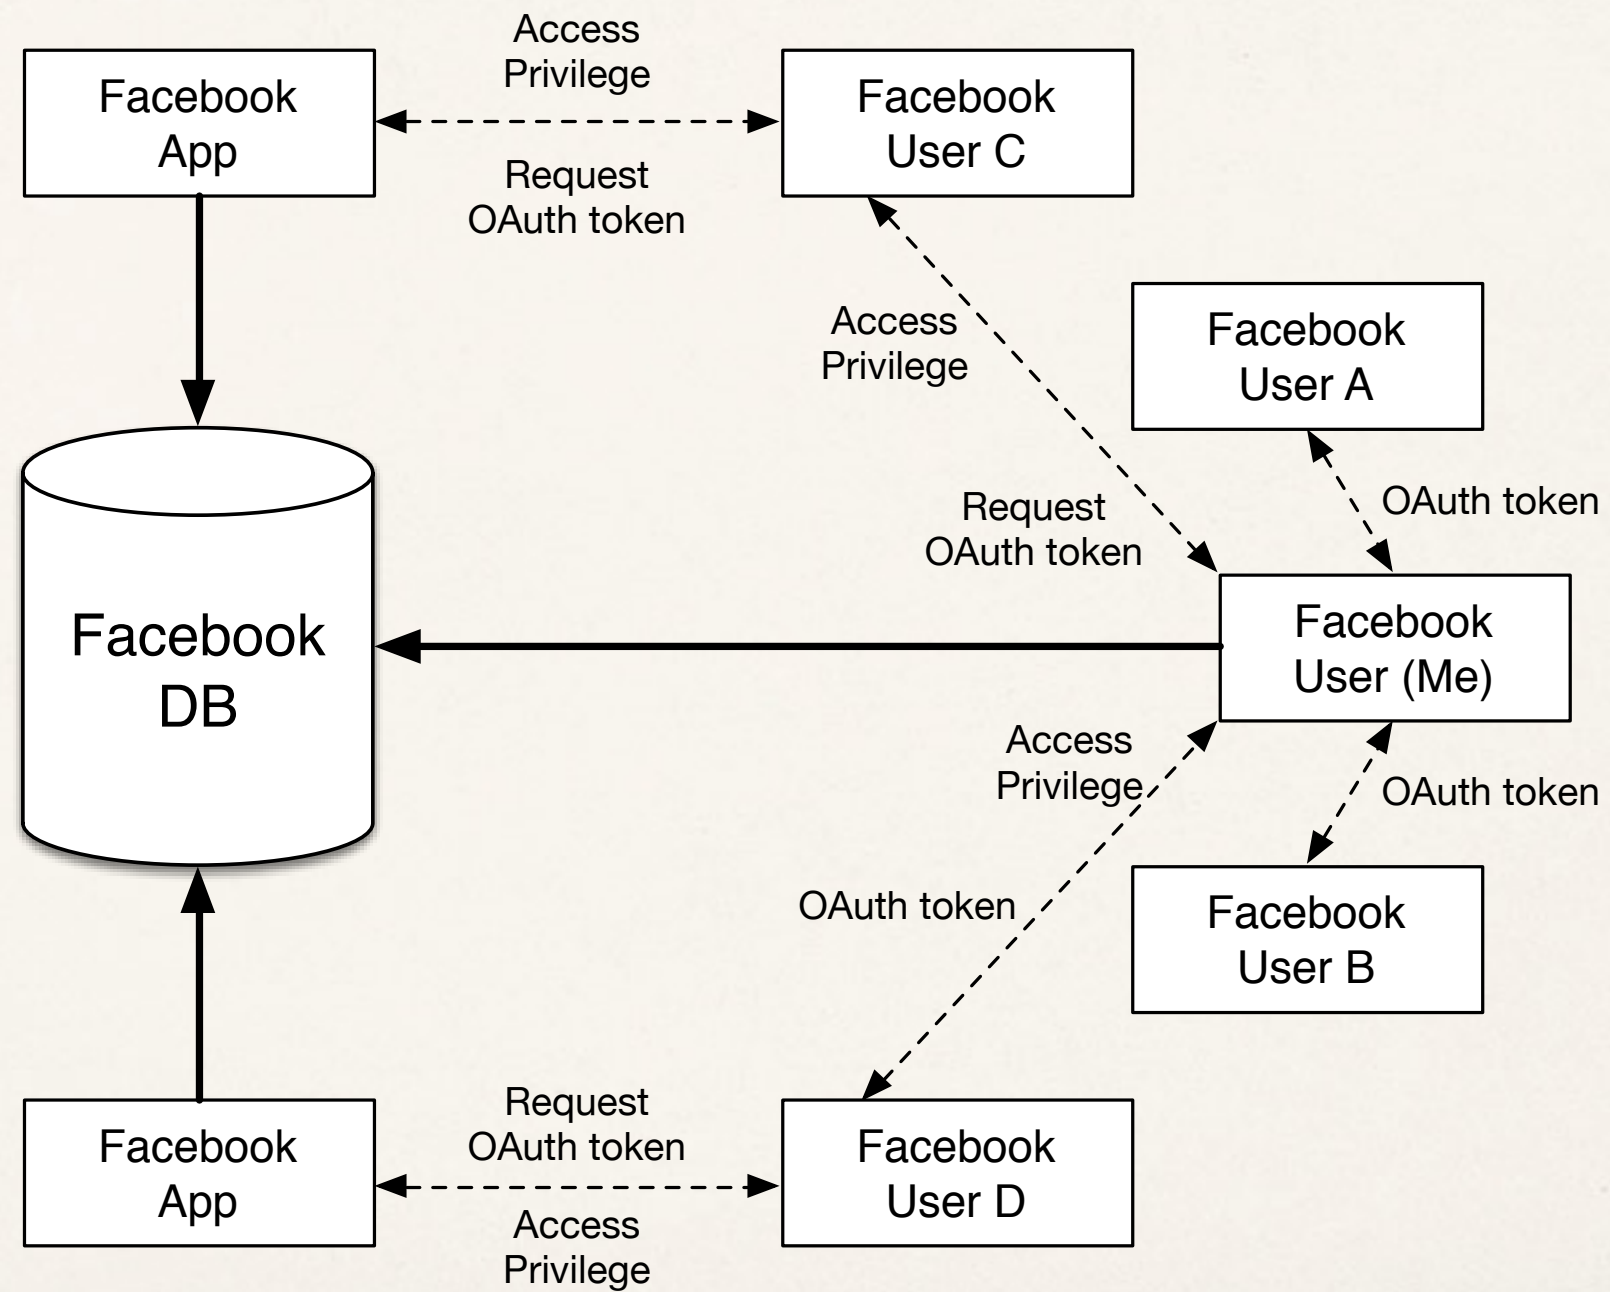 Access
Privilege
Facebook
App
Facebook
User C
Request
OAuth token
Access
Privilege
Facebook
User A
Request
OAuth token
OAuth token
Facebook
DB
Facebook
User (Me)
Access
Privilege
OAuth token
OAuth token
Facebook
User B
Request
OAuth token
Facebook
App
Facebook
User D
Access
Privilege